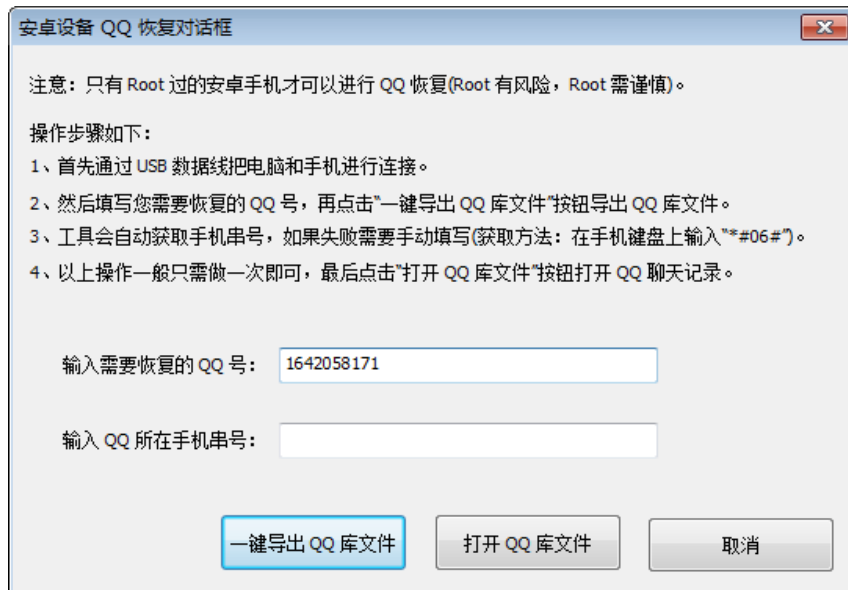 安卓设备 QQ 恢复对话框
注意：只有 Root 过的安卓手机才可以进行 QQ 恢复(Root 有风险，Root 需谨慎)。
操作步骤如下：
1、首先通过 USB 数据线把电脑和手机进行连接。
2、然后填写您需要恢复的 QQ 号，再点击“一键导出 QQ 库文件”按钮导出 QQ 库文件。
3、工具会自动获取手机串号，如果失败需要手动填写(获取方法：在手机键盘上输入“*#06#”)。
4、以上操作一般只需做一次即可，最后点击“打开 QQ 库文件”按钮打开 QQ 聊天记录。
输入需要恢复的 QQ 号： 1642058171
输入 QQ 所在手机串号：
一键导出 QQ 库文件 打开 QQ 库文件 取消